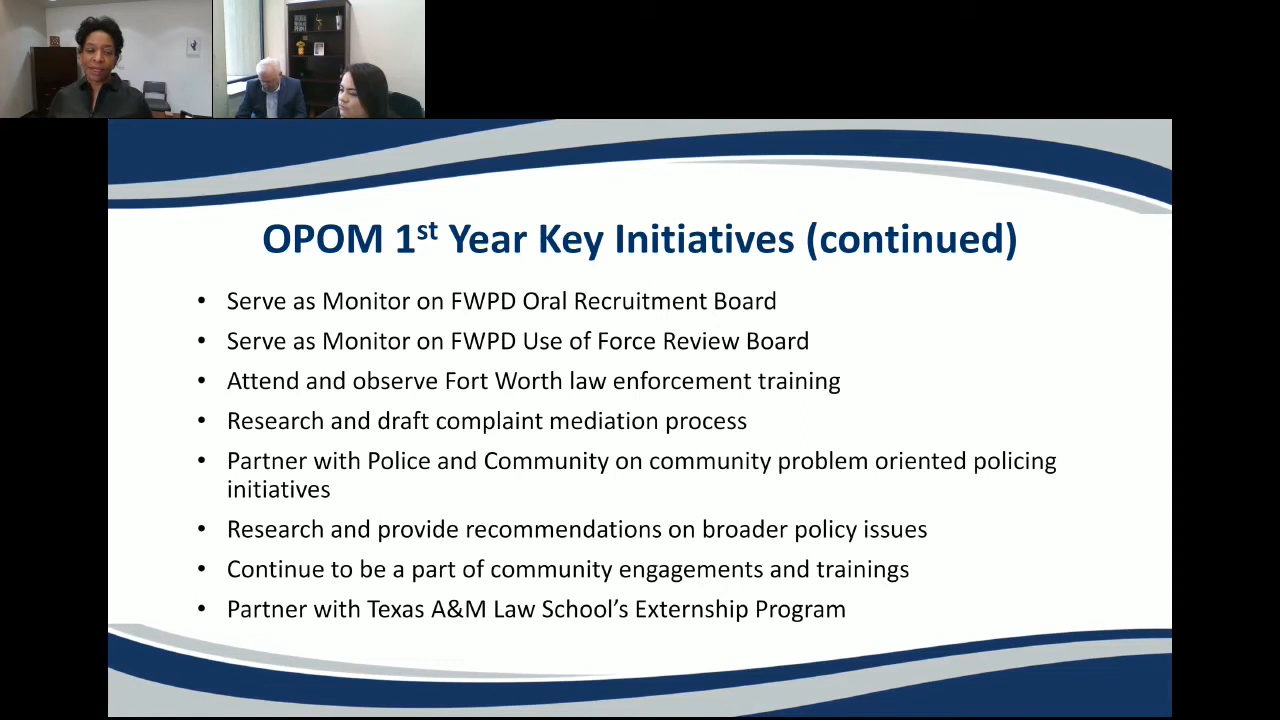 OPOM 1st Year Key Initiatives (continued)
• Serve as Monitor on FWPD Oral Recruitment Board
• Serve as Monitor on FWPD Use of Force Review Board
• Attend and observe Fort Worth law enforcement training
• Research and draft complaint mediation process
• Partner with Police and Community on community problem oriented policing
initiatives
• Research and provide recommendations on broader policy issues
• Continue to be a part of community engagements and trainings
• Partner with Texas A&M Law School’s Externship Program